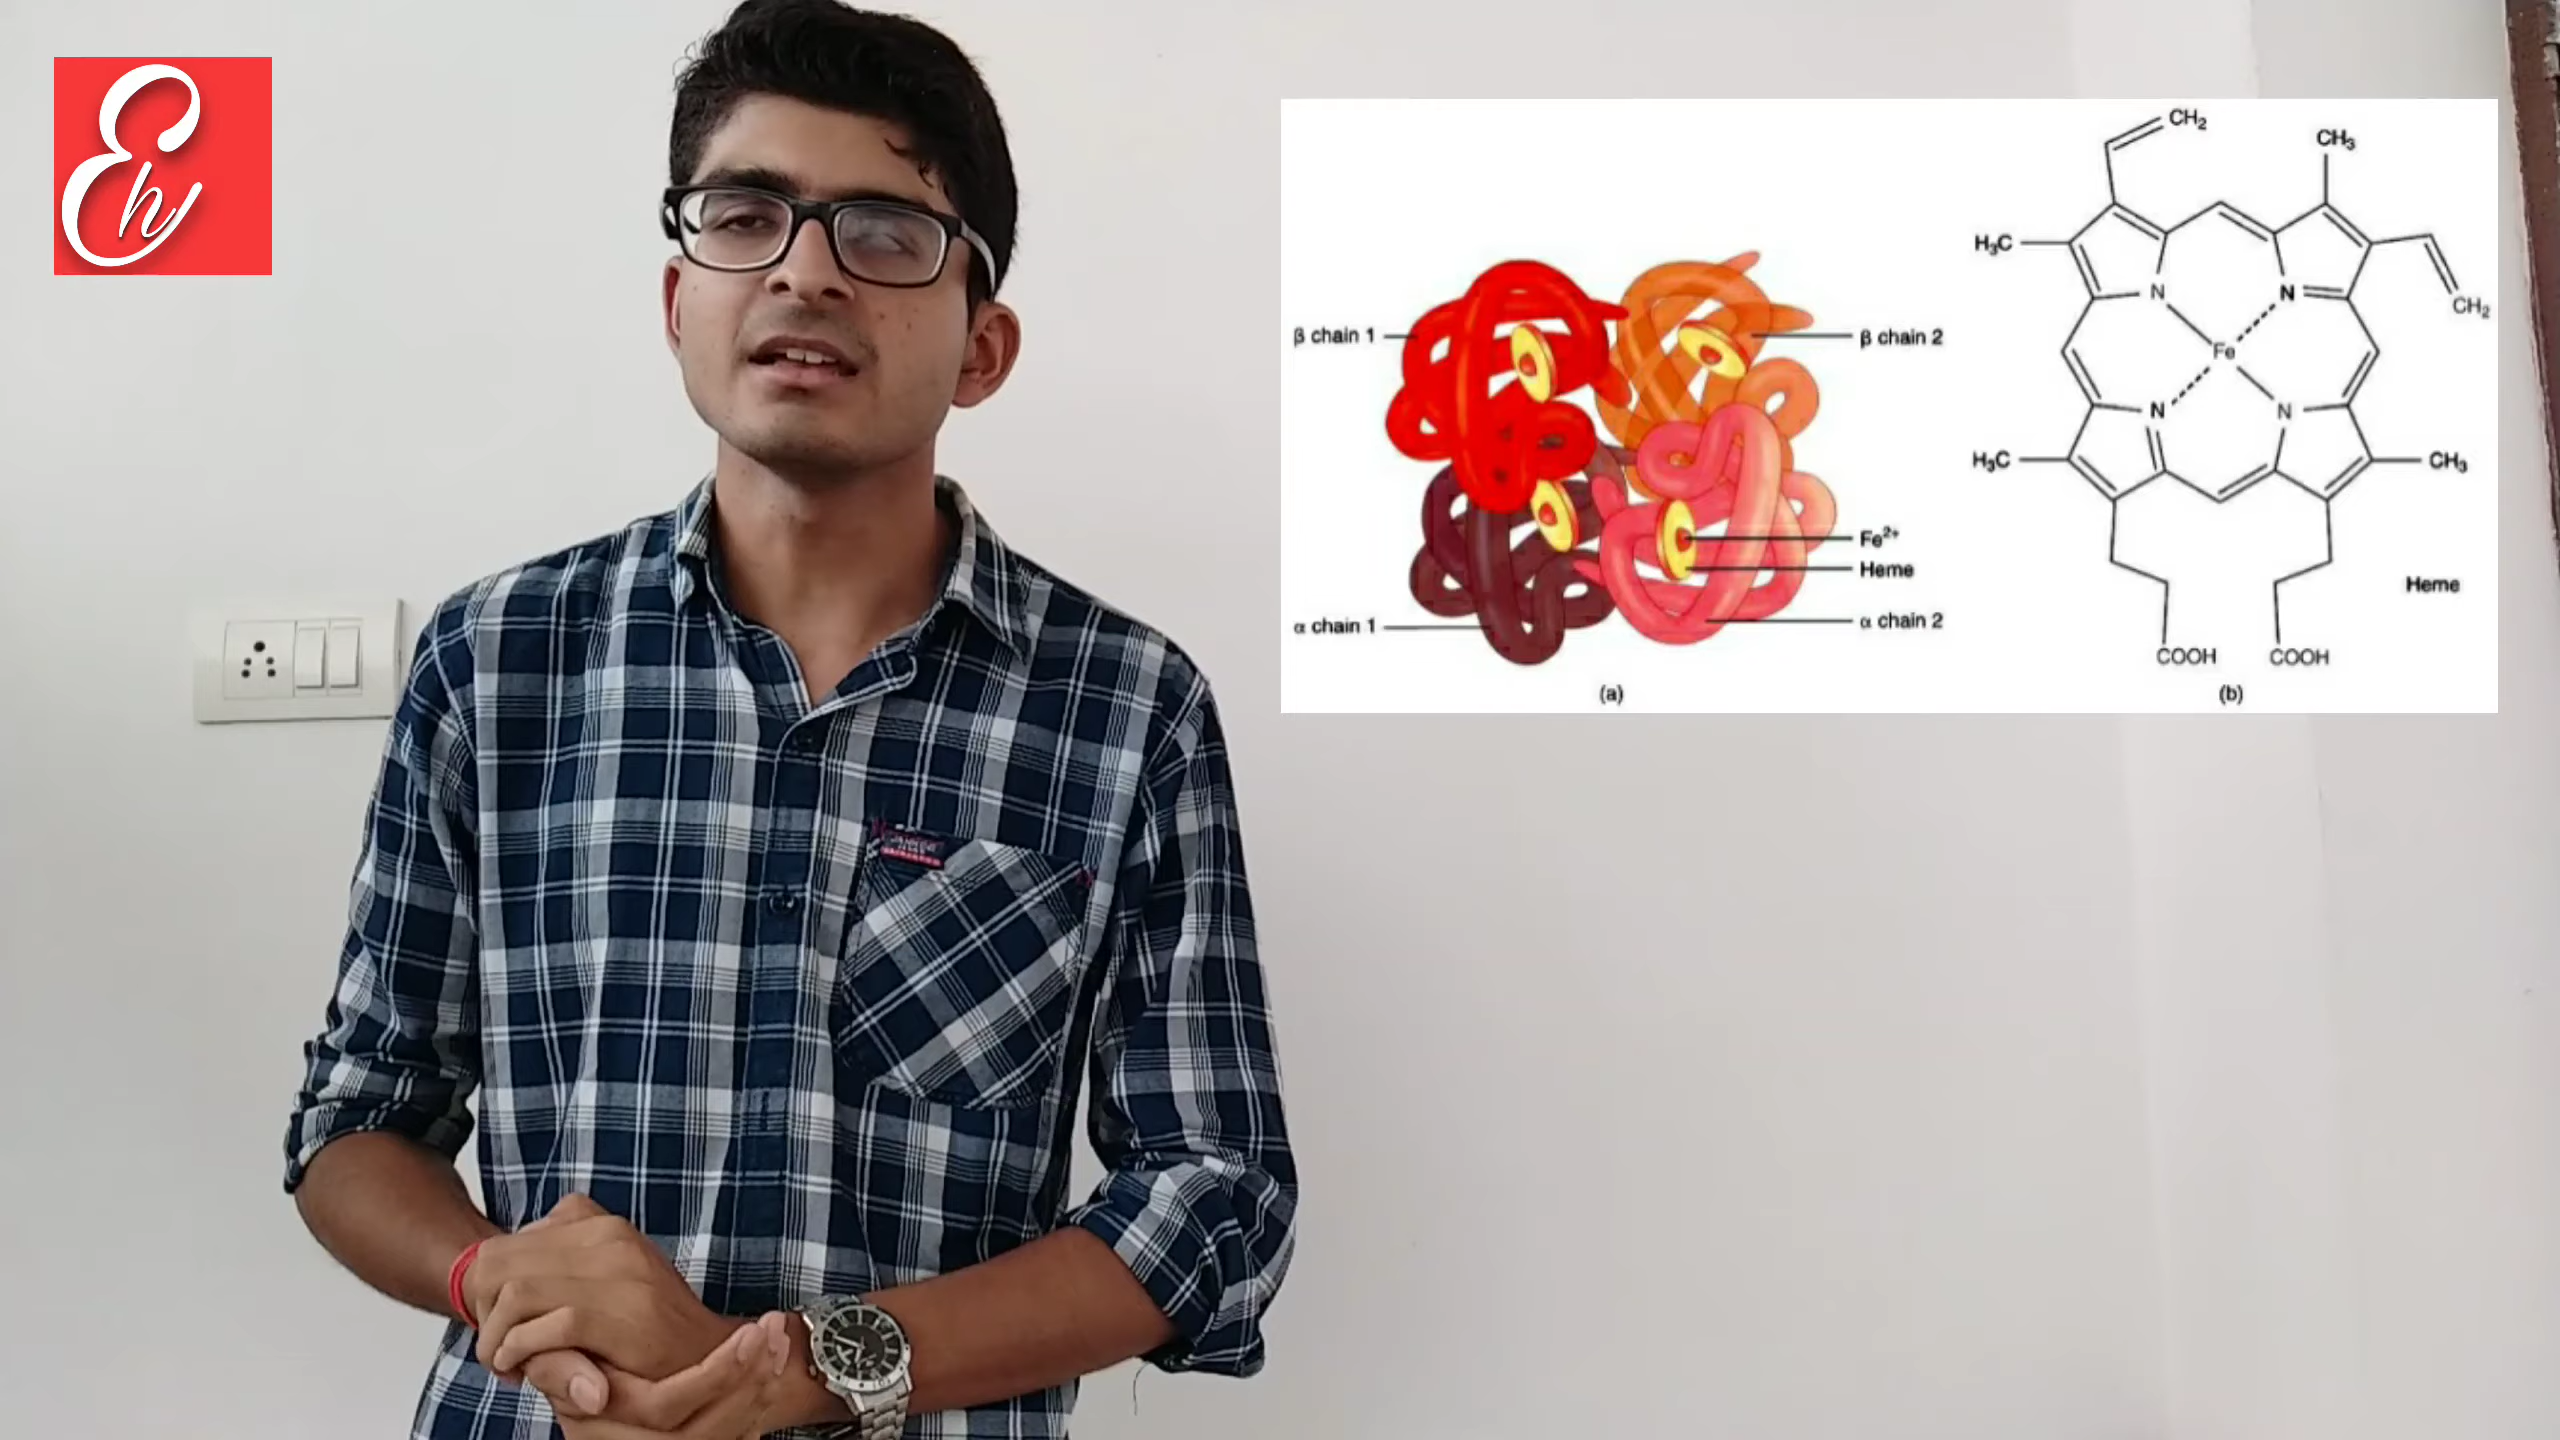 Eh
β chain 1
β chain 2
Fe²⁺
Heme
α chain 1
α chain 2
(a)
CH₂
CH₃
H₃C
N
N
CH₂
Fe
N
N
H₃C
CH₃
Heme
COOH
COOH
(b)